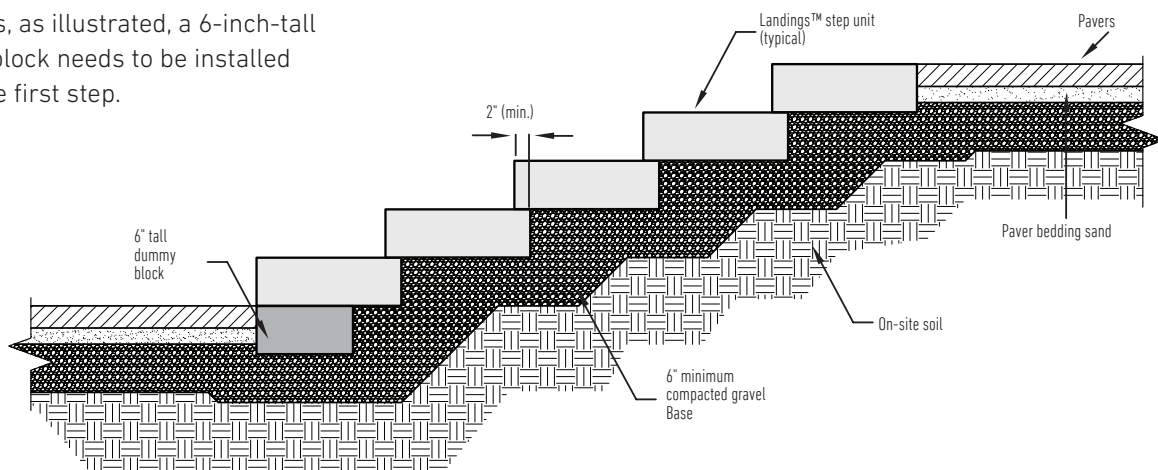 s, as illustrated, a 6-inch-tall
block needs to be installed
e first step.
Landings™ step unit
(typical)
Pavers
2" (min.)
6" tall
dummy
block
Paver bedding sand
On-site soil
6" minimum
compacted gravel
Base